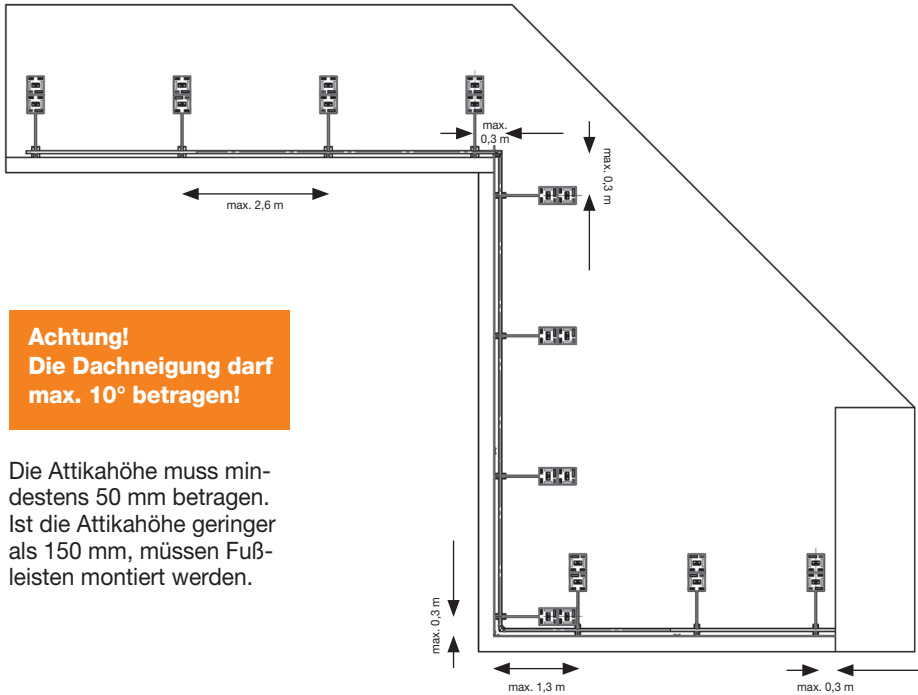 max.
0,3 m
max. 0,3 m
max. 2,6 m
Achtung!
Die Dachneigung darf
max. 10° betragen!
Die Attikahöhe muss min-
destens 50 mm betragen.
Ist die Attikahöhe geringer
als 150 mm, müssen Fuß-
leisten montiert werden.
max. 0,3 m
max. 1,3 m
max. 0,3 m